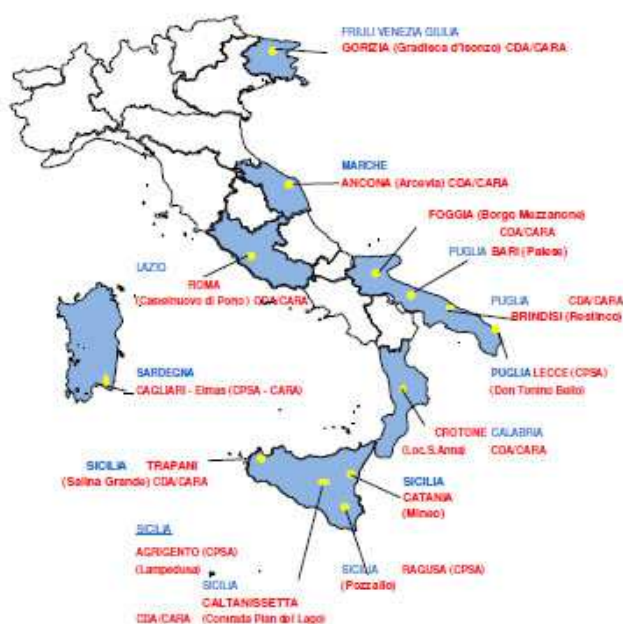 FRIULI VENEZIA GIULIA
GORIZIA (Gradisca d'Isonzo) CDA/CARA
MARCHE
ANCONA (Arcevia) CDA/CARA
FOGGIA (Borgo Mezzanone)
CDA/CARA
PUGLIA BARI (Palese)
LAZIO
ROMA
(Castelnuovo di Porto) CDA/CARA
PUGLIA CDA/CARA
BRINDISI (Restinco)
PUGLIA LECCE (CPSA)
(Don Tonino Bello)
SARDEGNA
CAGLIARI - Elmas (CPSA - CARA)
CROTONE CALABRIA
(Loc. S. Anna) CDA/CARA
SICILIA TRAPANI
(Salina Grande) CDA/CARA
SICILIA
CATANIA
(Mineo)
SICILIA
AGRIGENTO (CPSA)
(Lampedusa)
SICILIA RAGUSA (CPSA)
(Pozzallo)
SICILIA
CALTANISSETTA
CDA/CARA (Contrada Pian del Lago)